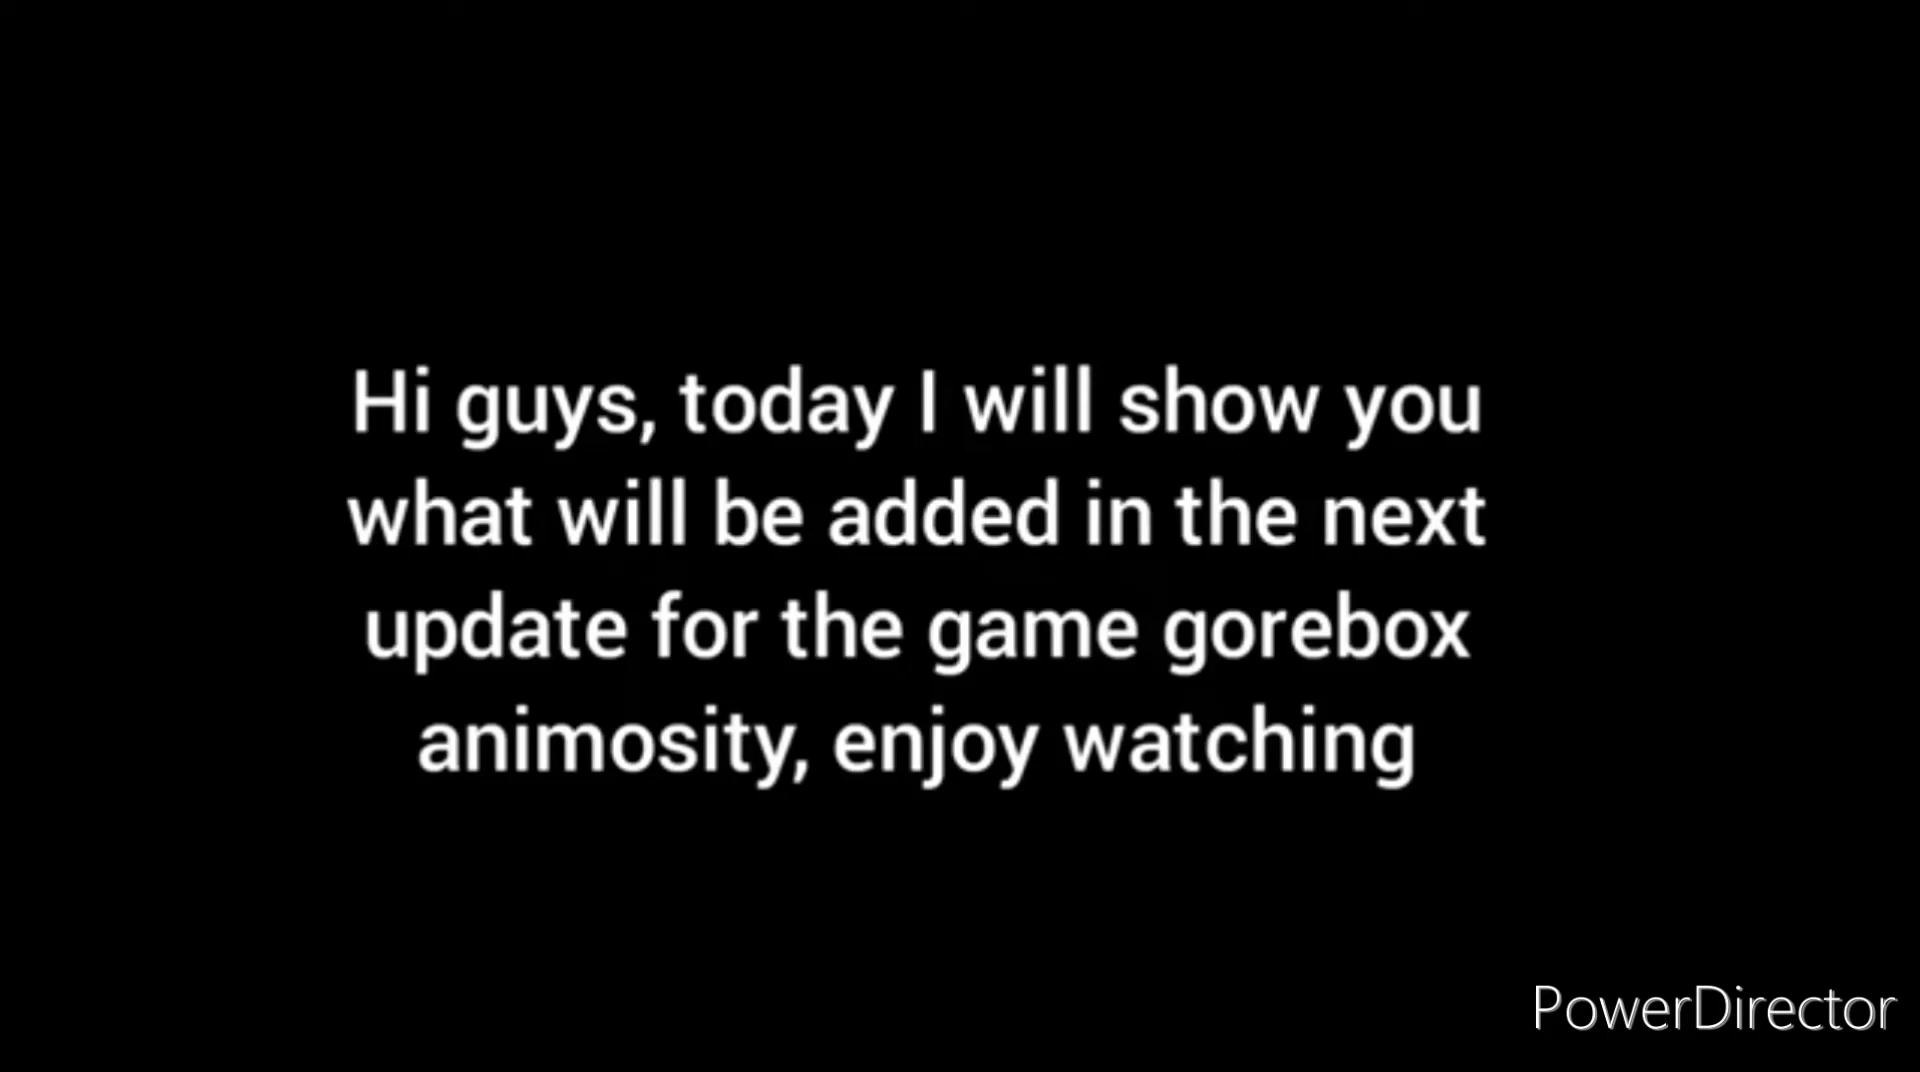 Hi guys, today I will show you
what will be added in the next
update for the game gorebox
animosity, enjoy watching
PowerDirector